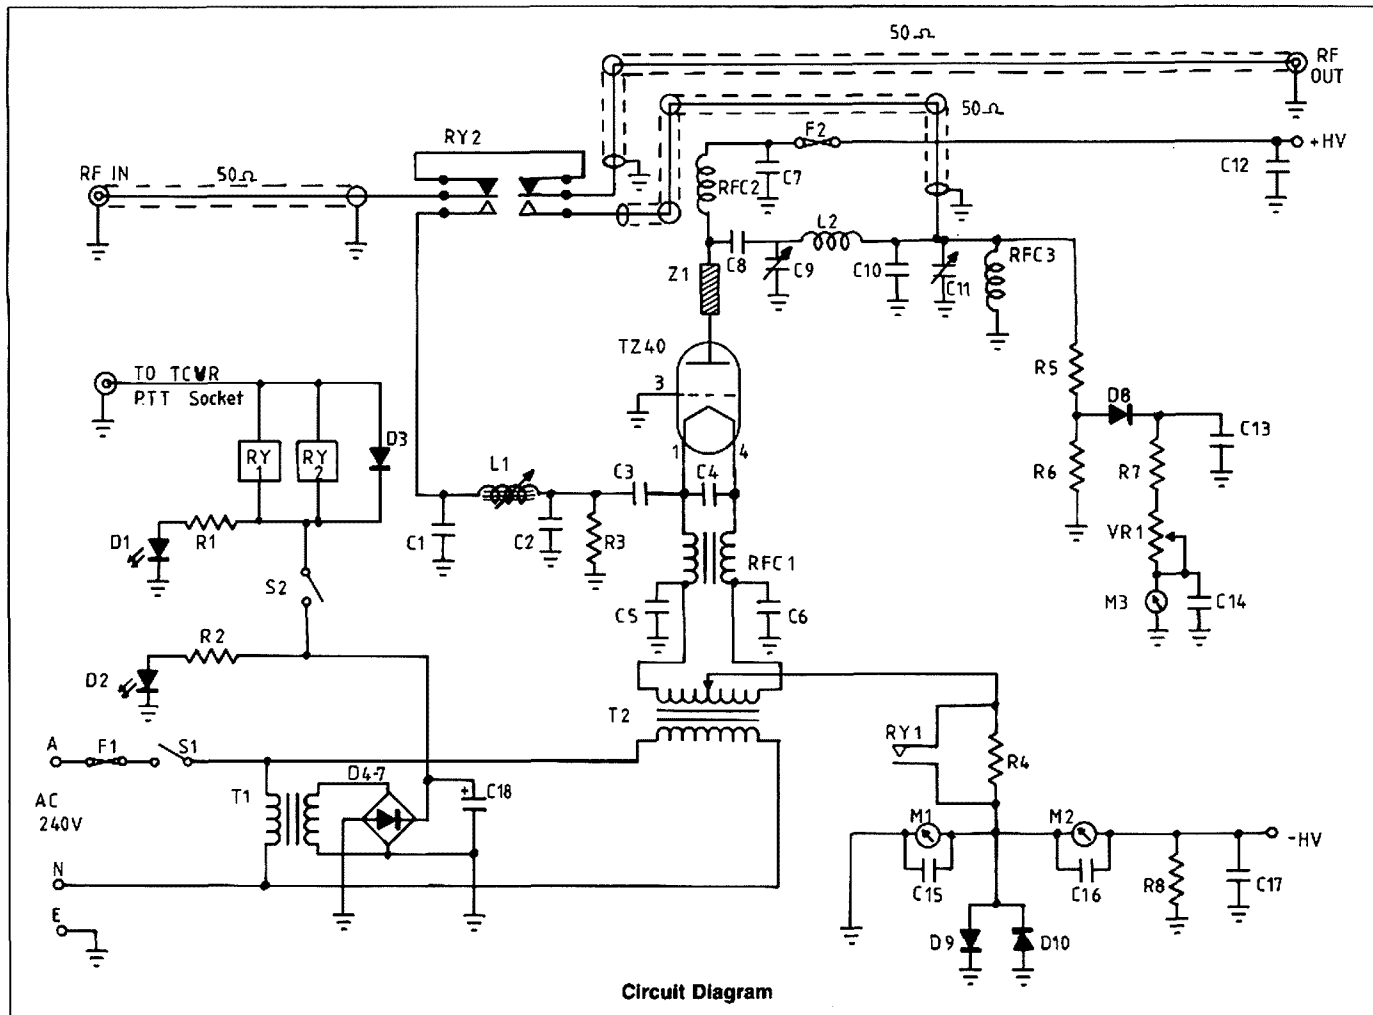 50Ω
RF
OUT
RY2
50Ω
F2
+HV
RF IN
50Ω
RFC2
C7
C12
L2
C8
C9
C10
C11
RFC3
Z1
TZ40
3
1
4
TO TCVR
P.TT Socket
RY
1
RY
2
D3
R5
D8
C13
R6
R7
L1
C3
C4
D1
R1
C1
C2
R3
RFC1
VR1
S2
C5
C6
M3
C14
R2
D2
T2
A
F1
S1
RY1
R4
D4-7
T1
+
C18
AC
240V
M1
M2
-HV
N
C15
C16
R8
C17
E
D9
D10
Circuit Diagram